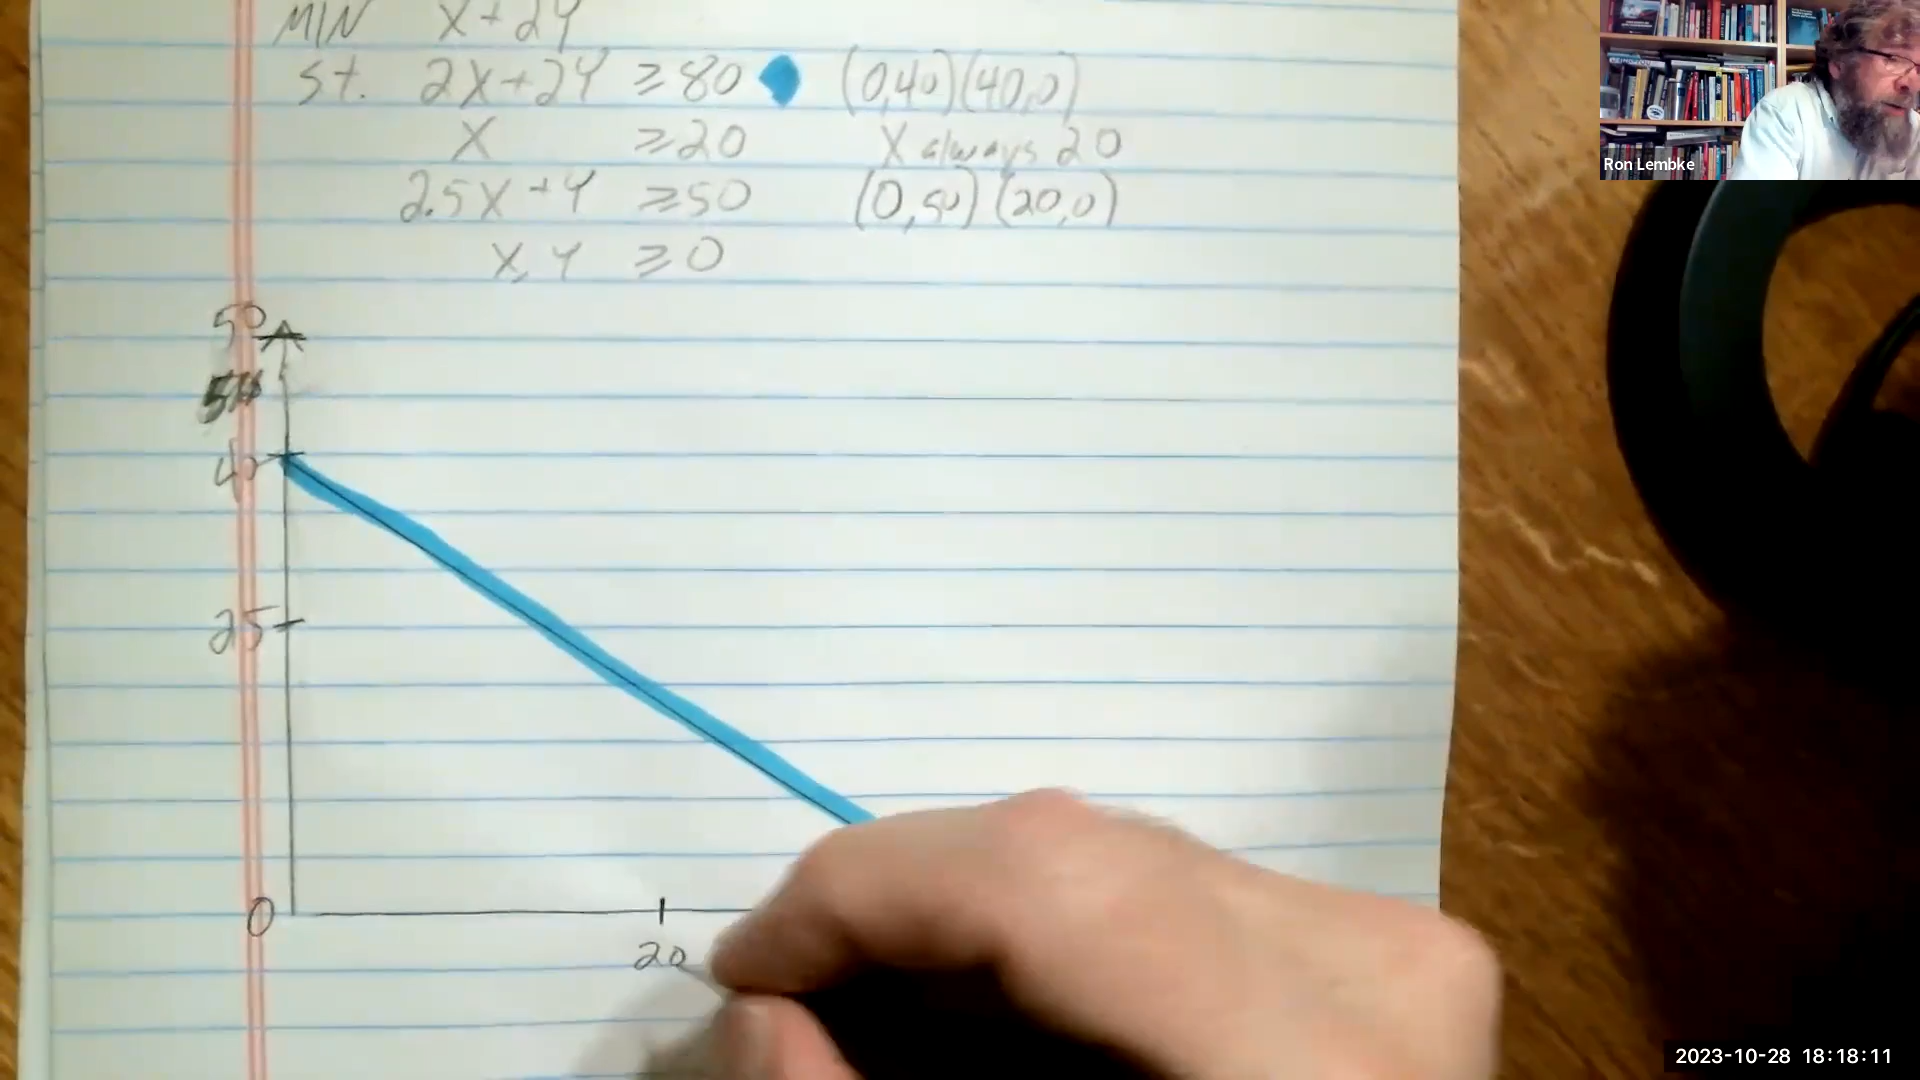 MIN X+2Y
st. 2X+2Y ≥80 (0,40)(40,0)
X ≥20 X always 20
2.5X+Y ≥50 (0,50)(20,0)
X,Y ≥0
50
40
25
0
20
Ron Lembke
2023-10-28 18:18:11